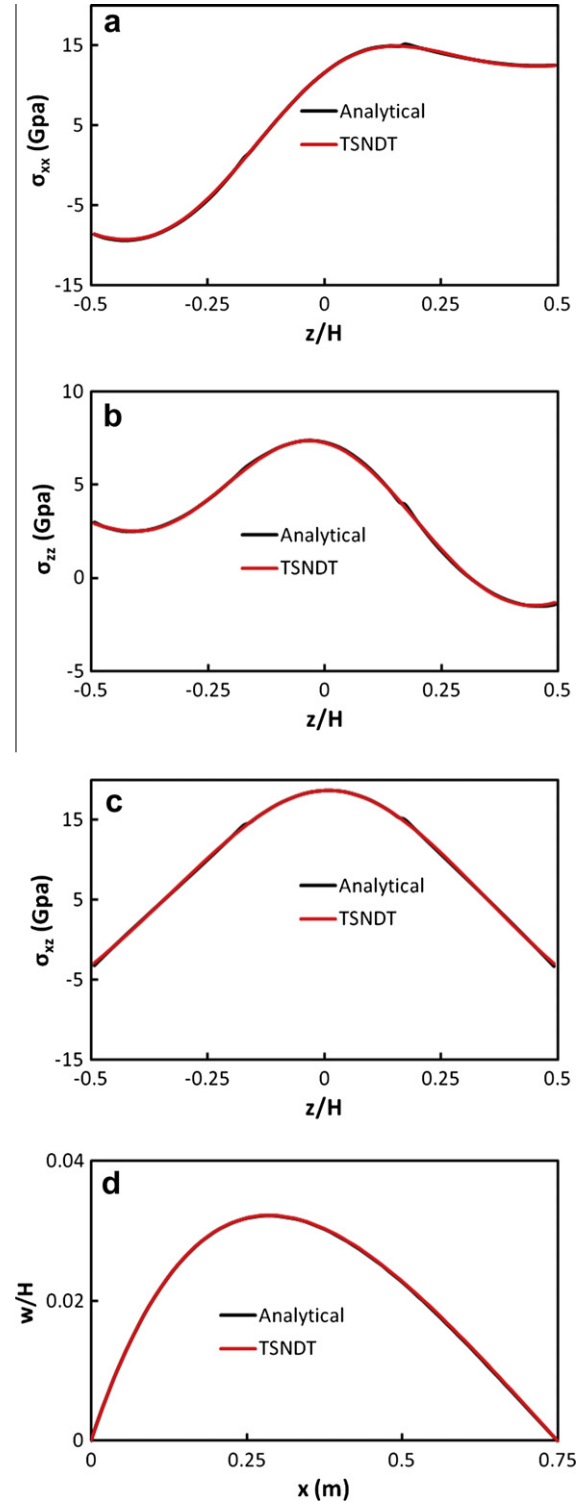 a
15
5
-5
-15
σxx (Gpa)
Analytical
TSNDT
-0.5
-0.25
0
0.25
0.5
z/H
b
10
5
0
-5
σzz (Gpa)
Analytical
TSNDT
-0.5
-0.25
0
0.25
0.5
z/H
c
15
5
-5
-15
σxz (Gpa)
Analytical
TSNDT
-0.5
-0.25
0
0.25
0.5
z/H
d
0.04
0.02
0
w/H
Analytical
TSNDT
0
0.25
0.5
0.75
x (m)